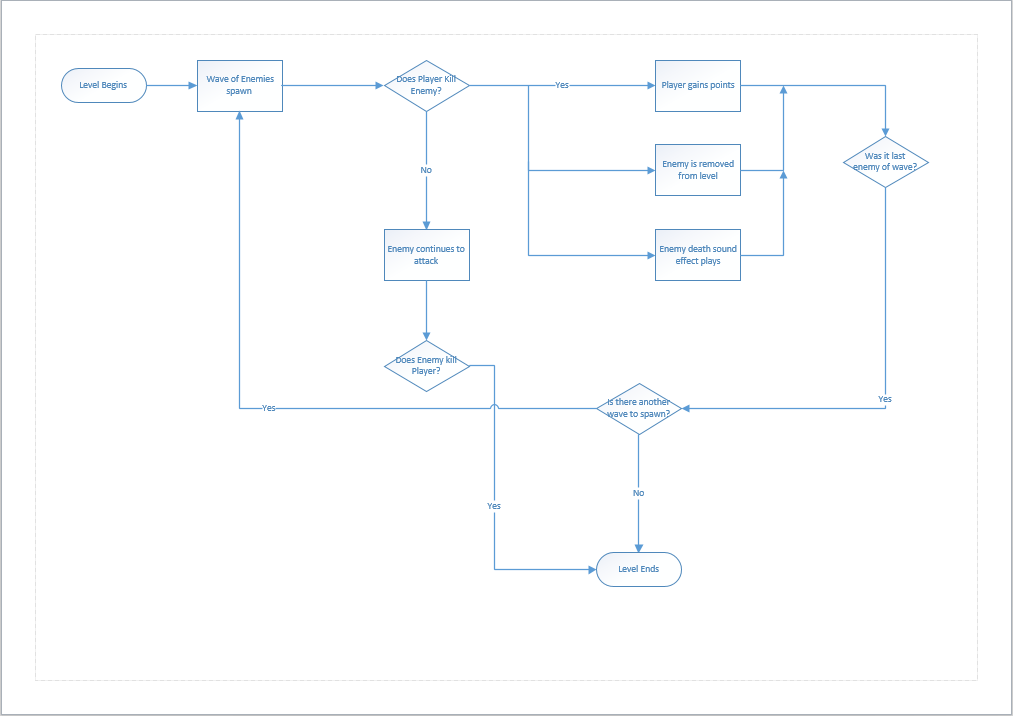 Level Begins
Wave of Enemies
spawn
Does Player Kill
Enemy?
Yes
Player gains points
Enemy is removed
from level
Enemy death sound
effect plays
Was it last
enemy of wave?
No
Enemy continues to
attack
Does Enemy kill
Player?
Yes
Is there another
wave to spawn?
Yes
No
Yes
Level Ends